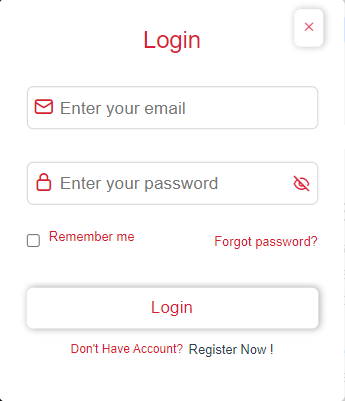 Login
Enter your email
Enter your password
Remember me
Forgot password?
Login
Don't Have Account? Register Now !